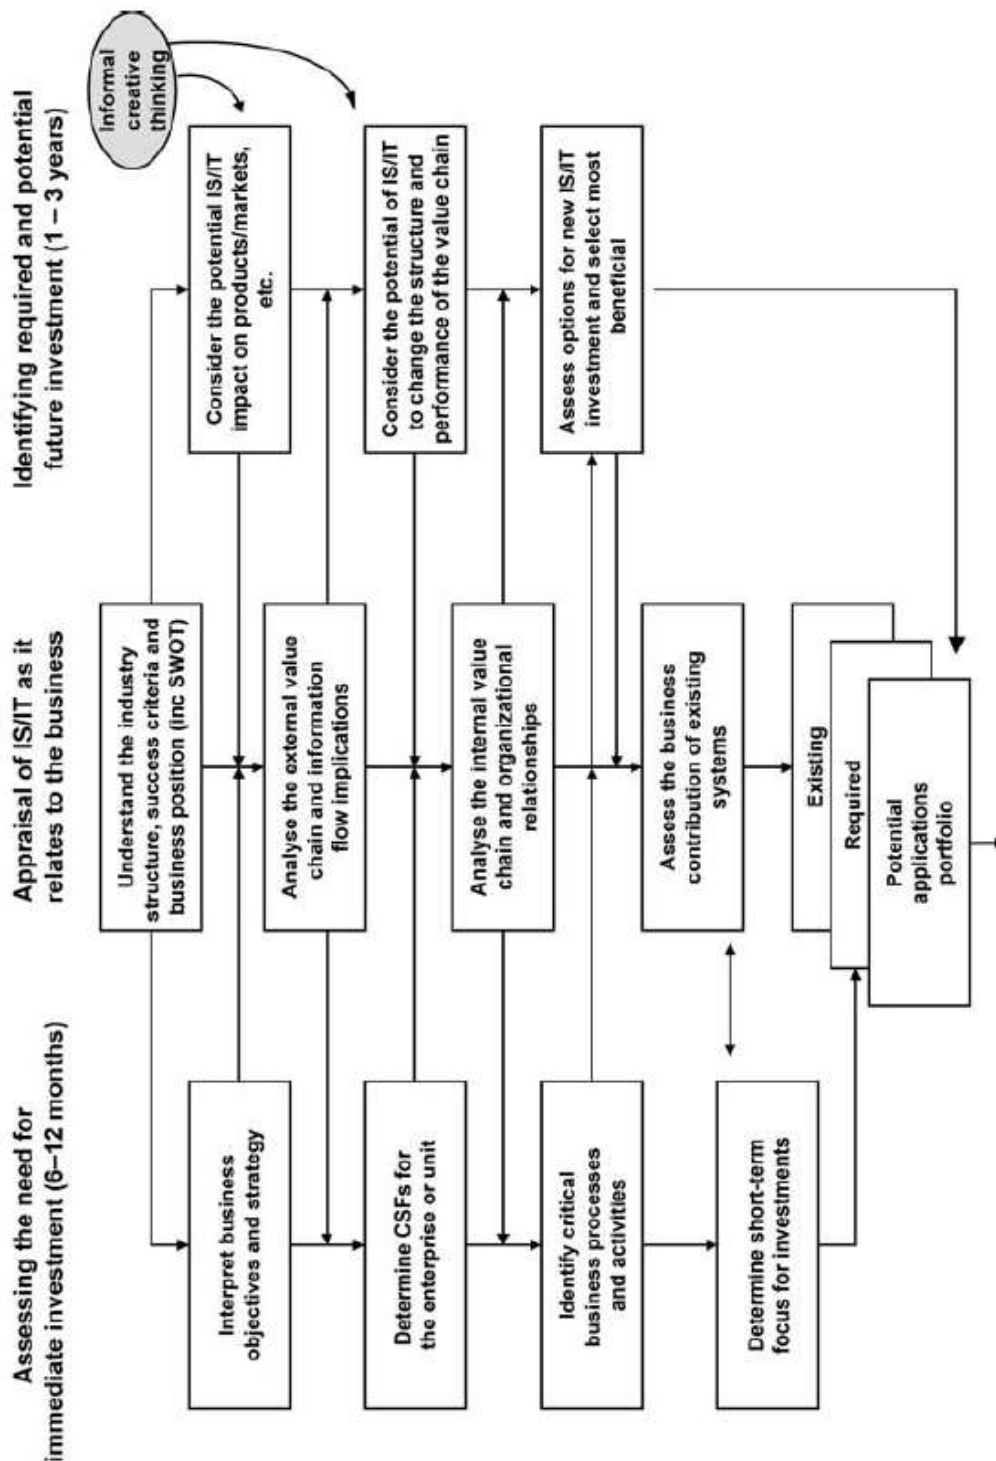 Assessing the need for
immediate investment (6–12 months)
Appraisal of IS/IT as it
relates to the business
Identifying required and potential
future investment (1 – 3 years)
Informal
creative
thinking
Understand the industry
structure, success criteria and
business position (inc SWOT)
Interpret business
objectives and strategy
Consider the potential IS/IT
impact on products/markets,
etc.
Analyse the external value
chain and information
flow implications
Determine CSFs for
the enterprise or unit
Consider the potential of IS/IT
to change the structure and
performance of the value chain
Analyse the internal value
chain and organizational
relationships
Identify critical
business processes
and activities
Assess options for new IS/IT
investment and select most
beneficial
Assess the business
contribution of existing
systems
Determine short-term
focus for investments
Existing
Required
Potential
applications
portfolio